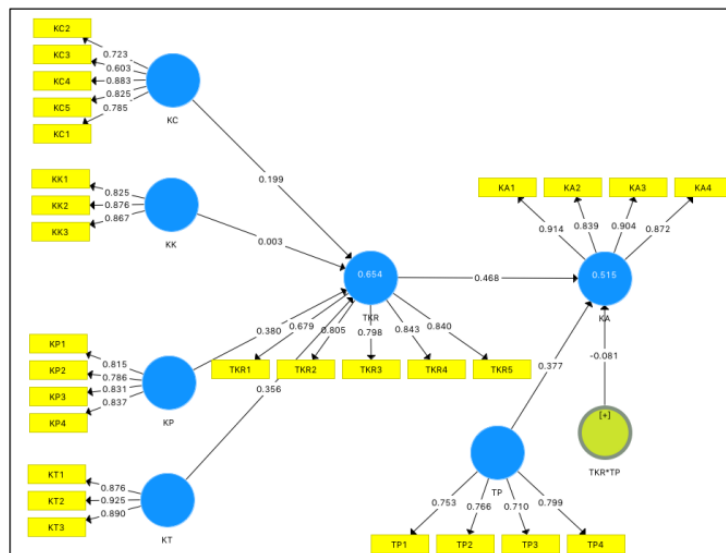 KC2
KC3
KC4
KC5
KC1
0.723
0.603
0.883
0.825
0.785
KC
0.199
KK1
KK2
KK3
0.825
0.876
0.867
KK
0.003
KA1
KA2
KA3
KA4
0.914
0.839
0.904
0.872
0.654
TKR
0.468
0.515
KA
KP1
KP2
KP3
KP4
0.815
0.786
0.831
0.837
KP
0.380
0.679
0.805
0.798
0.843
0.840
TKR1
TKR2
TKR3
TKR4
TKR5
0.356
0.377
-0.081
[+]
TKR*TP
KT1
KT2
KT3
0.876
0.925
0.890
KT
TP
0.753
0.766
0.710
0.799
TP1
TP2
TP3
TP4